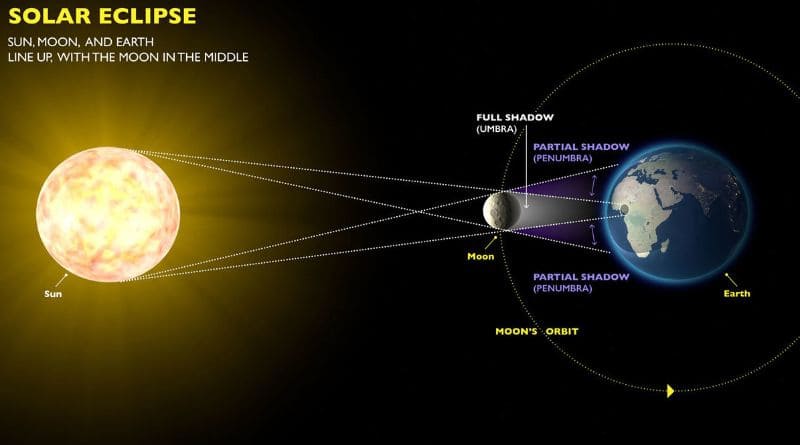 SOLAR ECLIPSE
SUN, MOON, AND EARTH
LINE UP, WITH THE MOON IN THE MIDDLE
FULL SHADOW
(UMBRA)
PARTIAL SHADOW
(PENUMBRA)
Moon
Sun
PARTIAL SHADOW
(PENUMBRA)
Earth
MOON'S ORBIT